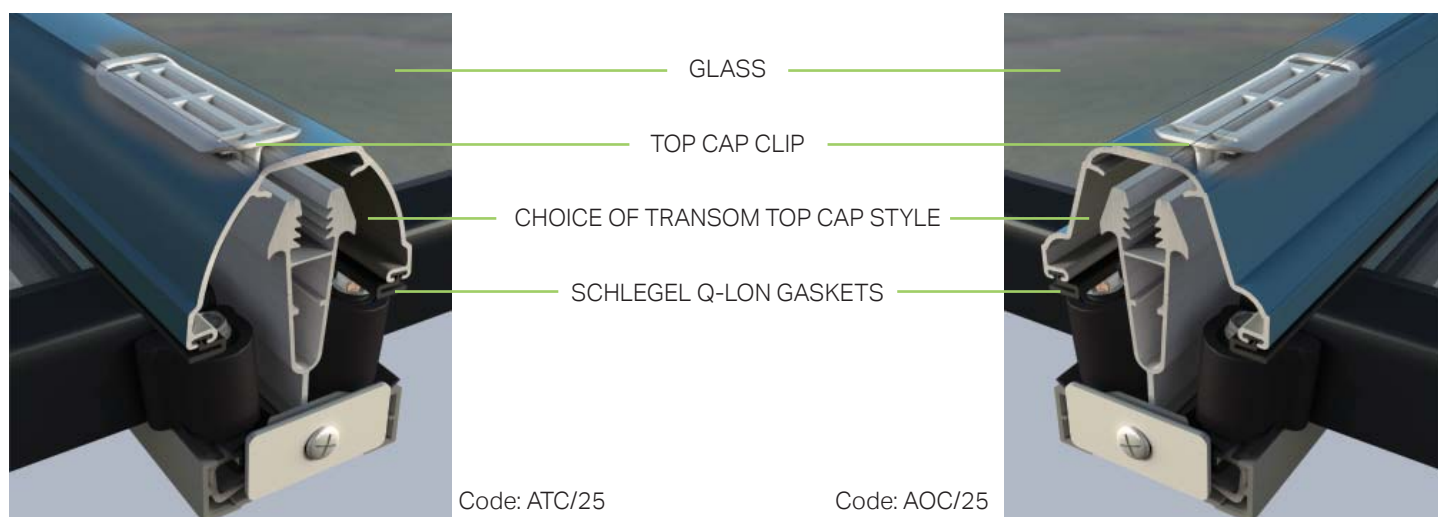 GLASS
TOP CAP CLIP
CHOICE OF TRANSOM TOP CAP STYLE
SCHLEGEL Q-LON GASKETS
Code: ATC/25
Code: AOC/25